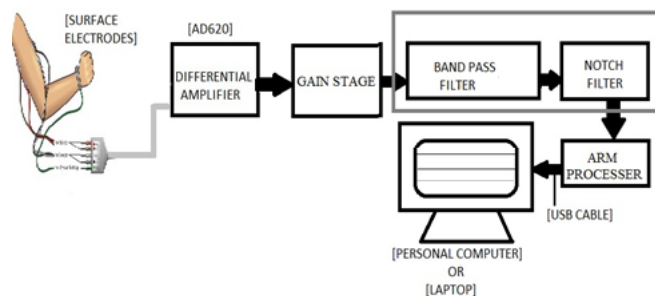 [SURFACE
ELECTRODES]
[AD620]
DIFFERENTIAL
AMPLIFIER
GAIN STAGE
BAND PASS
FILTER
NOTCH
FILTER
ARM
PROCESSER
[USB CABLE]
[PERSONAL COMPUTER]
OR
[LAPTOP]